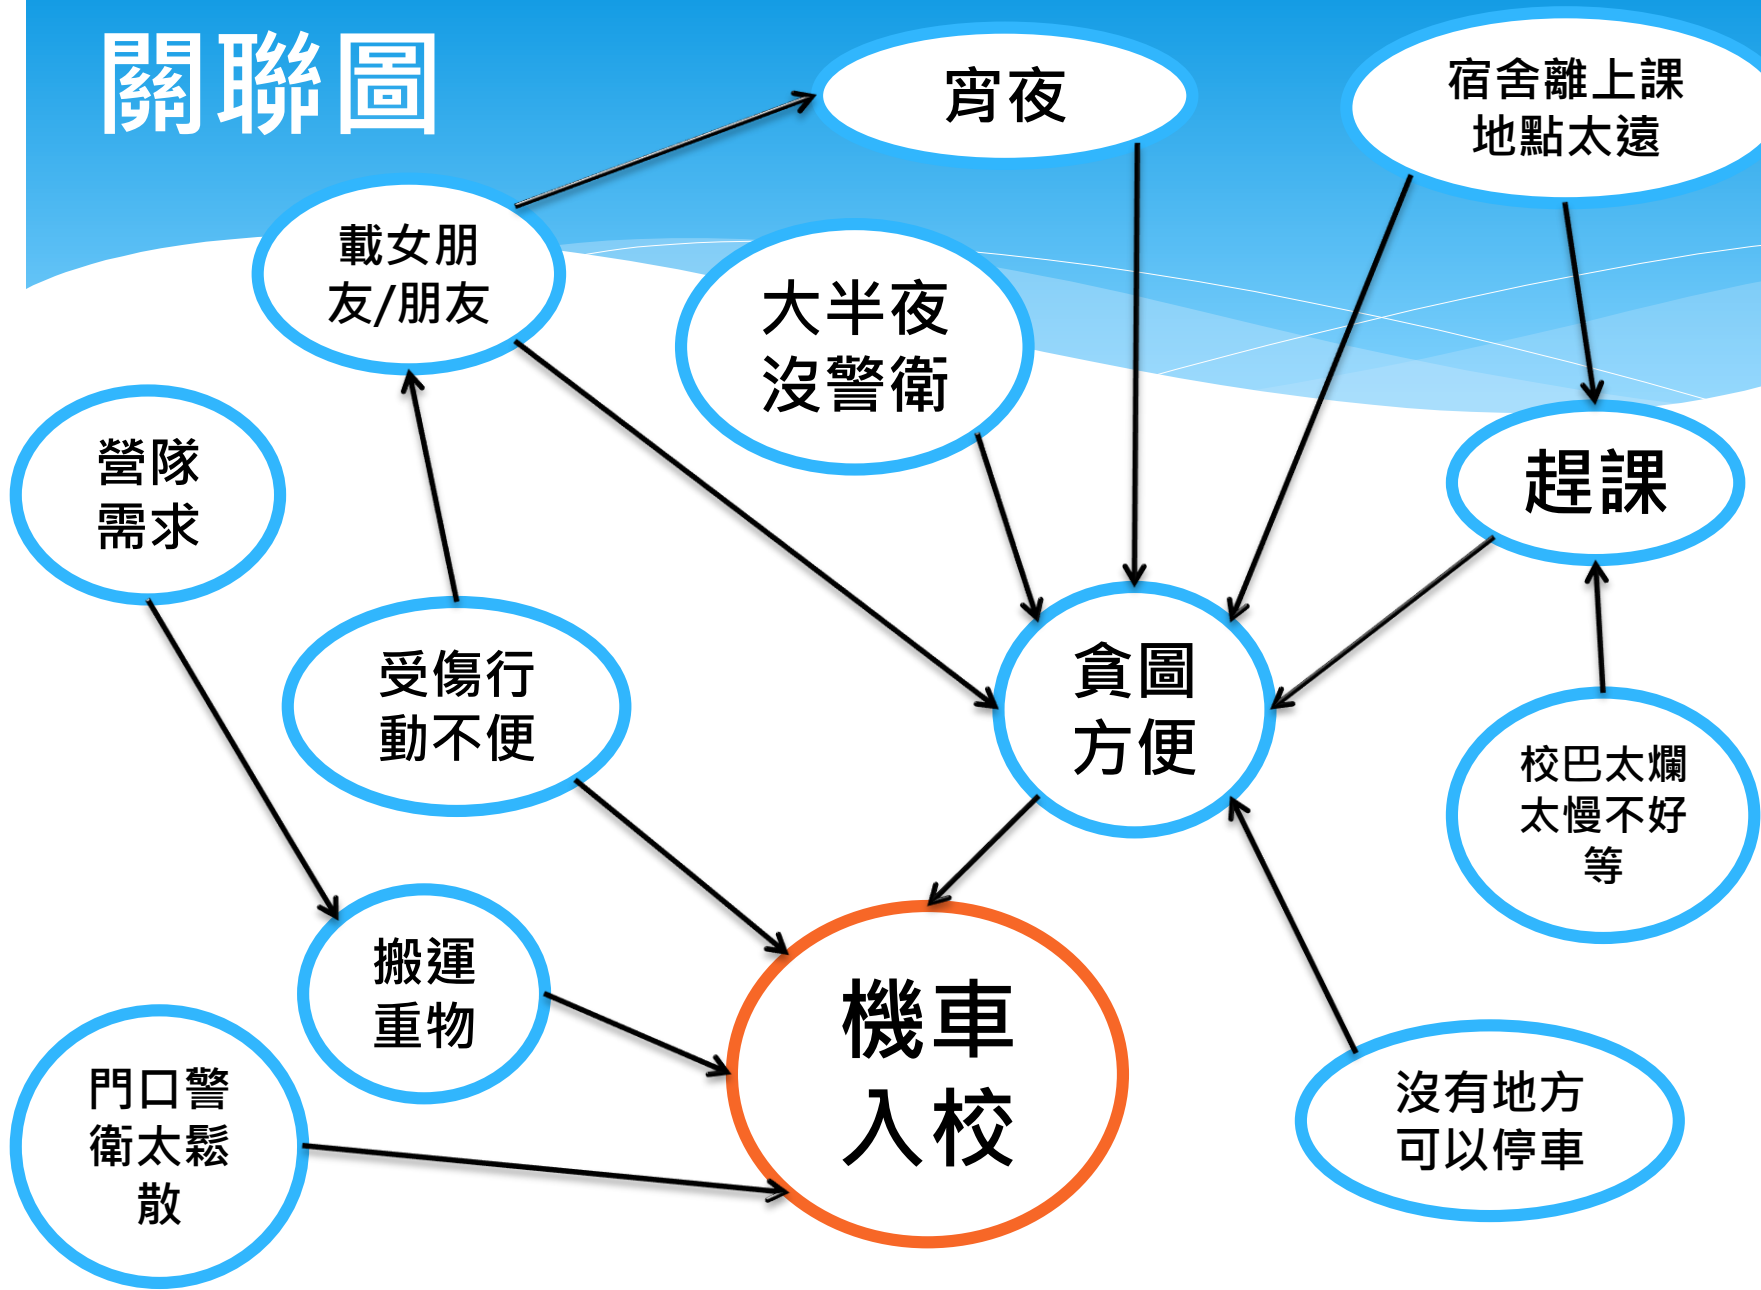 關聯圖
宵夜
宿舍離上課
地點太遠
載女朋
友/朋友
大半夜
沒警衛
營隊
需求
趕課
受傷行
動不便
貪圖
方便
校巴太爛
太慢不好
等
搬運
重物
機車
入校
門口警
衛太鬆
散
沒有地方
可以停車